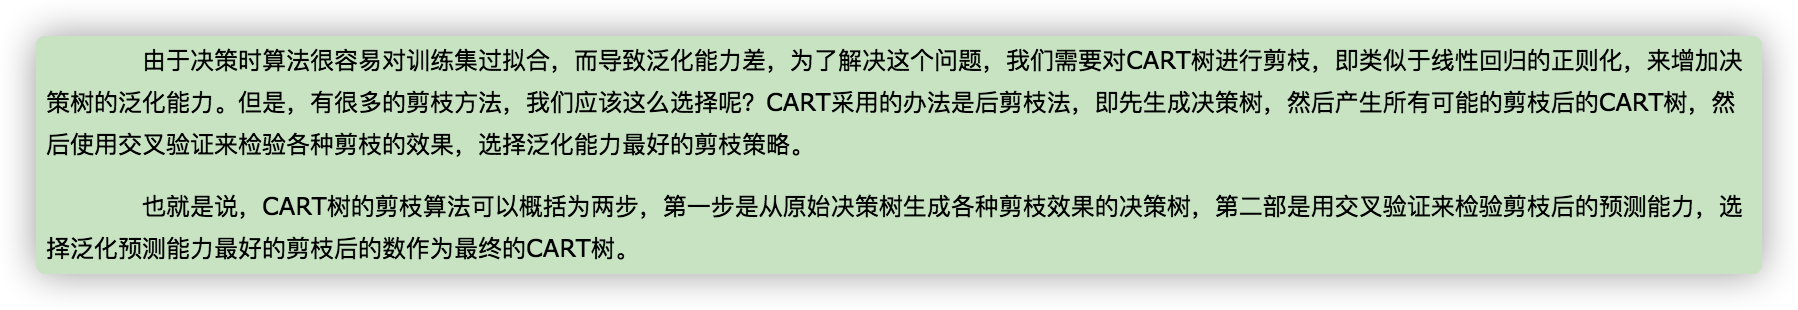 由于决策时算法很容易对训练集过拟合，而导致泛化能力差，为了解决这个问题，我们需要对CART树进行剪枝，即类似于线性回归的正则化，来增加决
策树的泛化能力。但是，有很多的剪枝方法，我们应该这么选择呢？CART采用的办法是后剪枝法，即先生成决策树，然后产生所有可能的剪枝后的CART树，然
后使用交叉验证来检验各种剪枝的效果，选择泛化能力最好的剪枝策略。
也就是说，CART树的剪枝算法可以概括为两步，第一步是从原始决策树生成各种剪枝效果的决策树，第二部是用交叉验证来检验剪枝后的预测能力，选
择泛化预测能力最好的剪枝后的数作为最终的CART树。